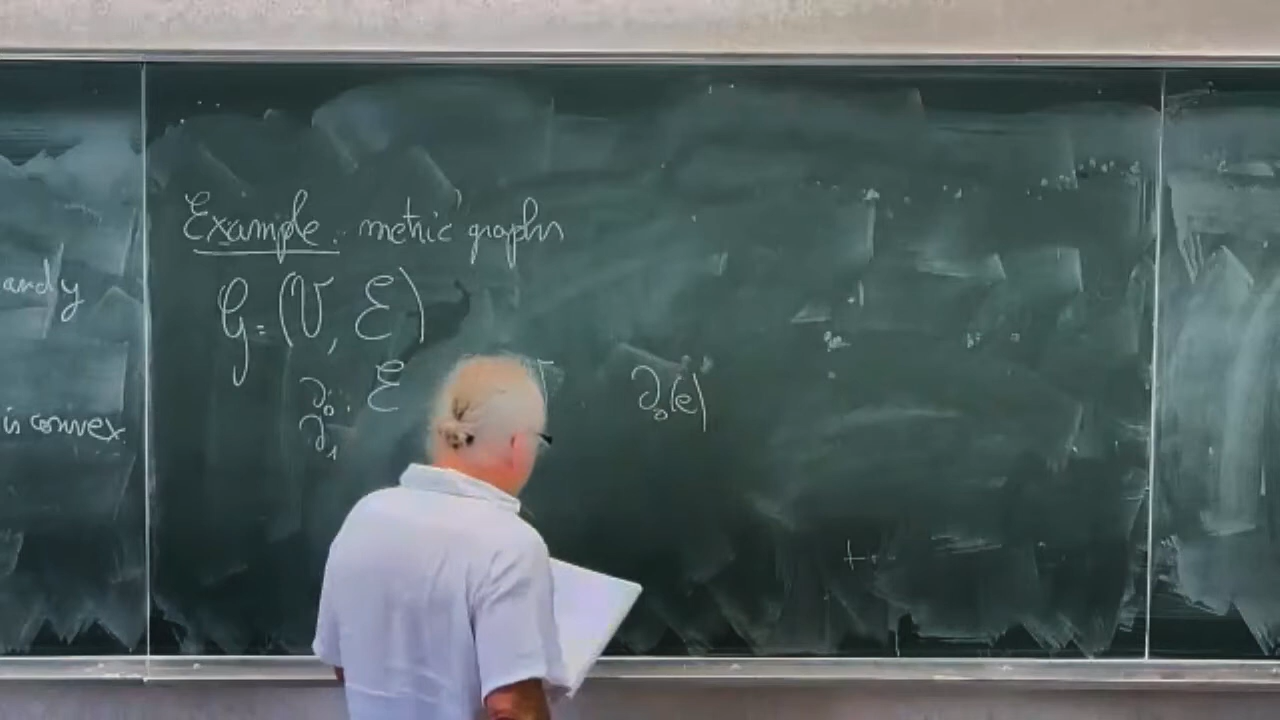 and y
is convex
Example. metric graphs
G = (V, E)
∂₀: E ∂₀(e)
∂₁